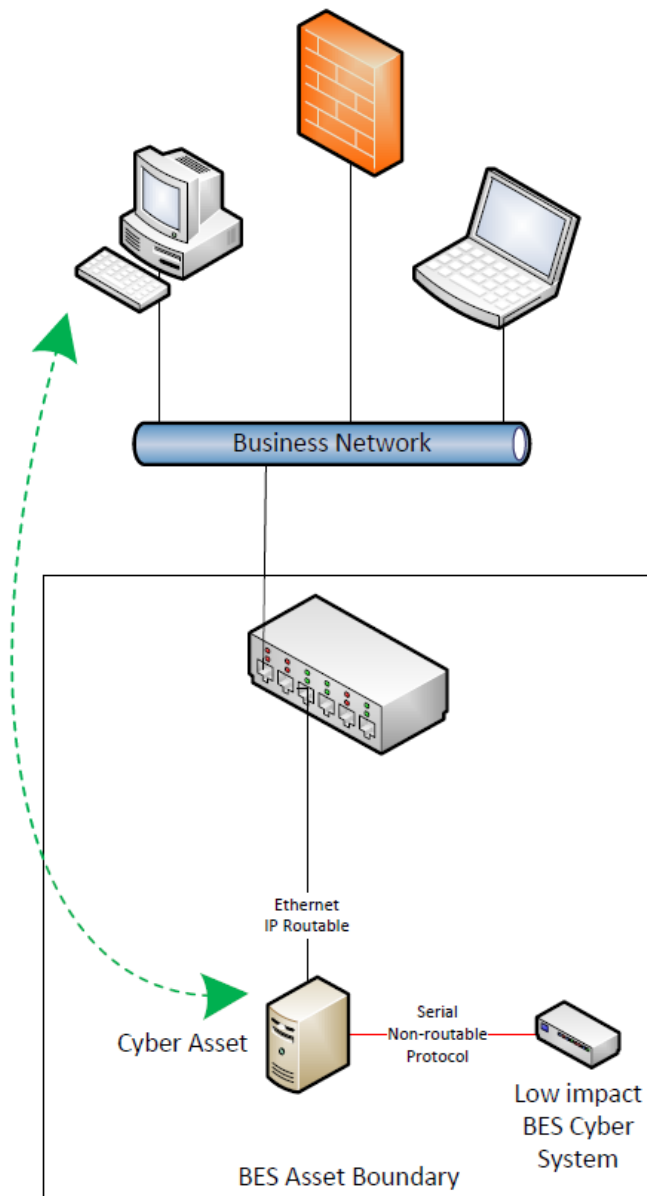 Business Network
Ethernet
IP Routable
Cyber Asset
Serial
Non-routable
Protocol
Low impact
BES Cyber
System
BES Asset Boundary